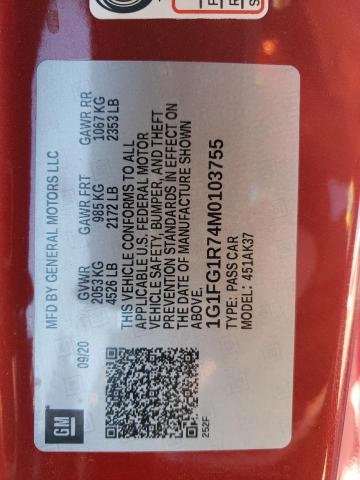 MFD BY GENERAL MOTORS LLC
09/20
GVWR GAWR FRT GAWR RR
2053 KG 985 KG 1067 KG
4526 LB 2172 LB 2353 LB
THIS VEHICLE CONFORMS TO ALL
APPLICABLE U.S. FEDERAL MOTOR
VEHICLE SAFETY, BUMPER, AND THEFT
PREVENTION STANDARDS IN EFFECT ON
THE DATE OF MANUFACTURE SHOWN
ABOVE.
1G1FG1R74M0103755
TYPE: PASS CAR
MODEL: 451AK37
GM
252F